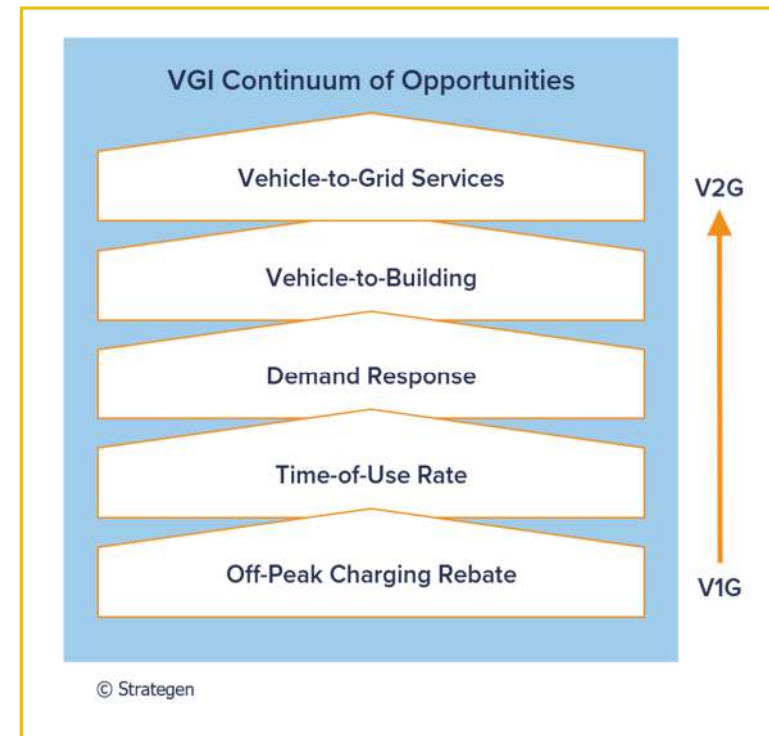 VGI Continuum of Opportunities
Vehicle-to-Grid Services
V2G
Vehicle-to-Building
Demand Response
Time-of-Use Rate
Off-Peak Charging Rebate
V1G
© Strategen